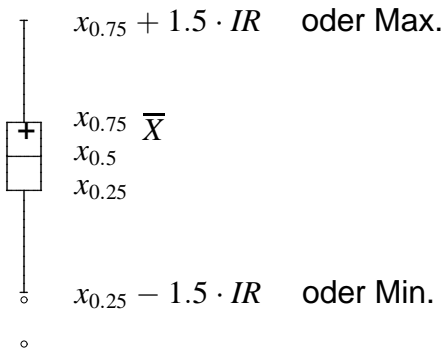 x0.75 + 1.5 · IR oder Max.
x0.75 X̅
x0.5
x0.25
x0.25 − 1.5 · IR oder Min.